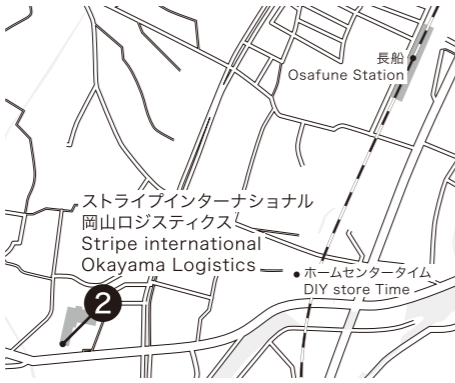 長船
Osafune Station
ストライプインターナショナル
岡山ロジスティクス
Stripe international
Okayama Logistics
ホームセンタータイム
DIY store Time
2